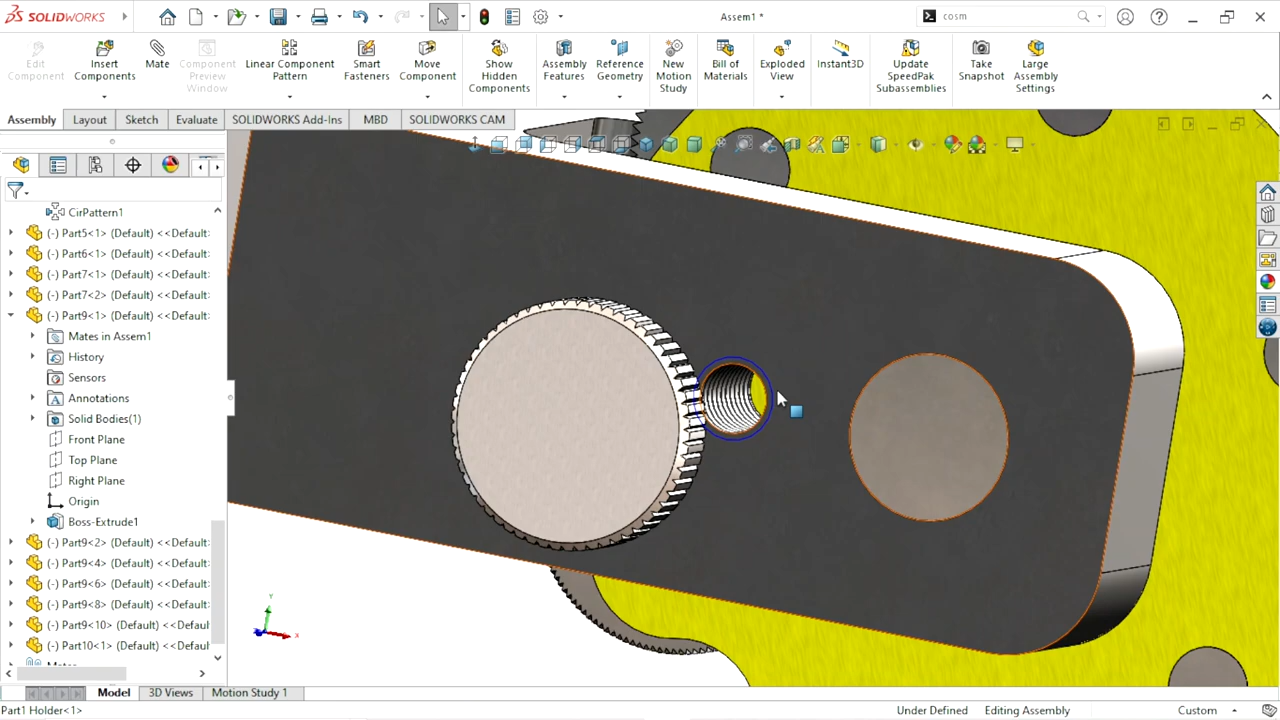 SOLIDWORKS
Assem1 *
cosm
Edit Component
Insert Components
Mate
Component Preview Window
Linear Component Pattern
Smart Fasteners
Move Component
Show Hidden Components
Assembly Features
Reference Geometry
New Motion Study
Bill of Materials
Exploded View
Instant3D
Update SpeedPak Subassemblies
Take Snapshot
Large Assembly Settings
Assembly
Layout
Sketch
Evaluate
SOLIDWORKS Add-Ins
MBD
SOLIDWORKS CAM
CirPattern1
(-) Part5<1> (Default) <<Default:
(-) Part6<1> (Default) <<Default:
(-) Part7<1> (Default) <<Default:
(-) Part7<2> (Default) <<Default:
(-) Part9<1> (Default) <<Default:
Mates in Assem1
History
Sensors
Annotations
Solid Bodies(1)
Front Plane
Top Plane
Right Plane
Origin
Boss-Extrude1
(-) Part9<2> (Default) <<Default:
(-) Part9<4> (Default) <<Default:
(-) Part9<6> (Default) <<Default:
(-) Part9<8> (Default) <<Default:
(-) Part9<10> (Default) <<Default
(-) Part10<1> (Default) <<Default
Y
X
Z
Model
3D Views
Motion Study 1
Part1 Holder<1>
Under Defined
Editing Assembly
Custom